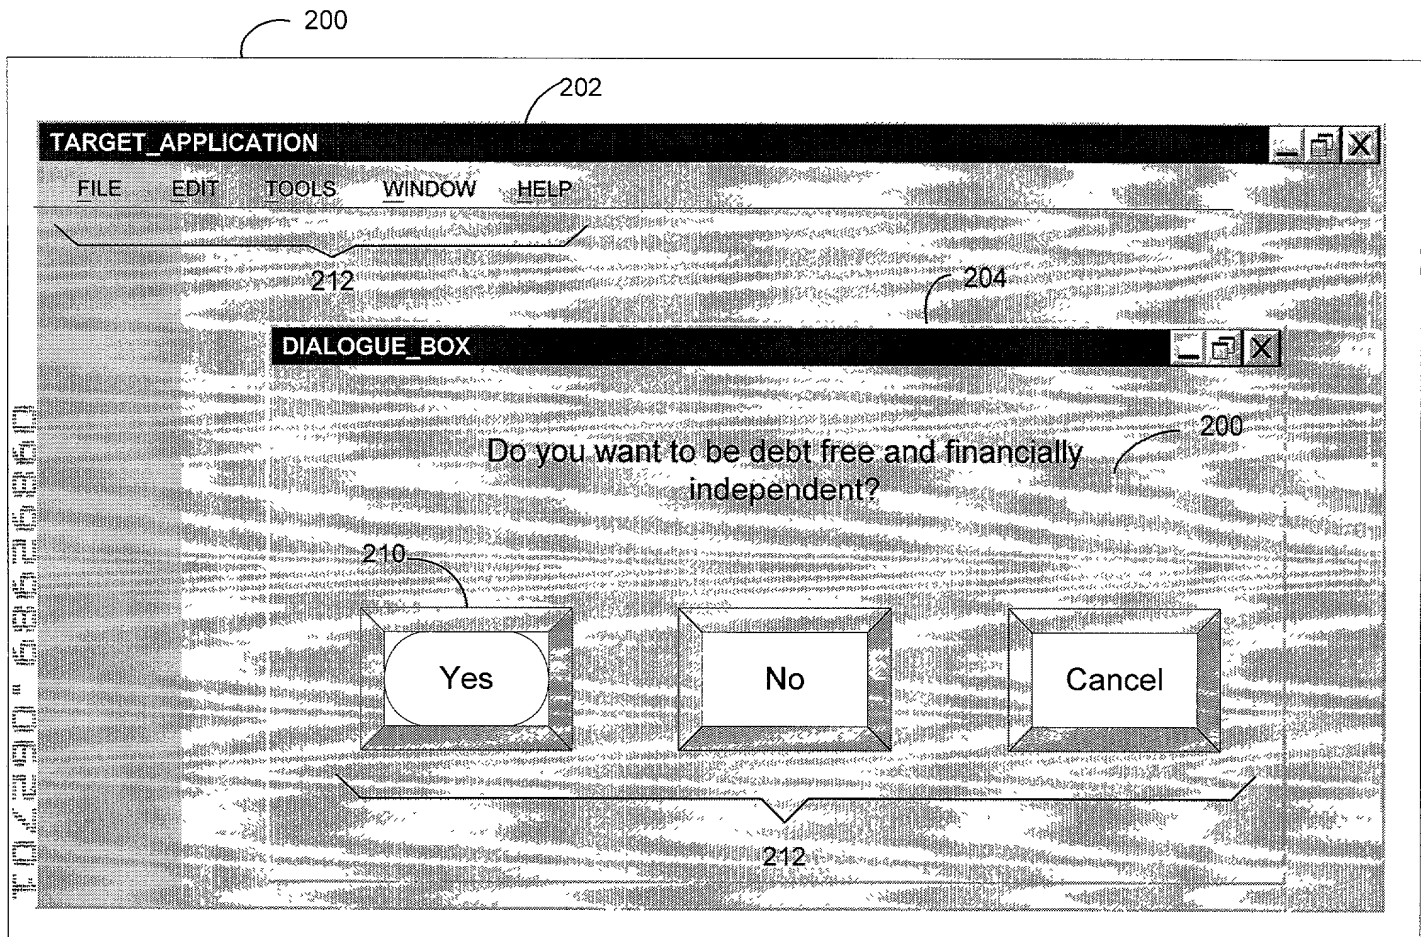 200
202
TARGET_APPLICATION
FILE EDIT TOOLS WINDOW HELP
212
204
DIALOGUE_BOX
200
Do you want to be debt free and financially
independent?
210
Yes No Cancel
212